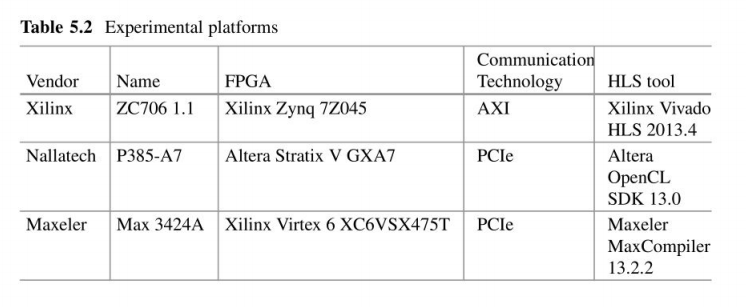 Table 5.2 Experimental platforms
Communication
Vendor Name FPGA Technology HLS tool
Xilinx ZC706 1.1 Xilinx Zynq 7Z045 AXI Xilinx Vivado
HLS 2013.4
Nallatech P385-A7 Altera Stratix V GXA7 PCIe Altera
OpenCL
SDK 13.0
Maxeler Max 3424A Xilinx Virtex 6 XC6VSX475T PCIe Maxeler
MaxCompiler
13.2.2